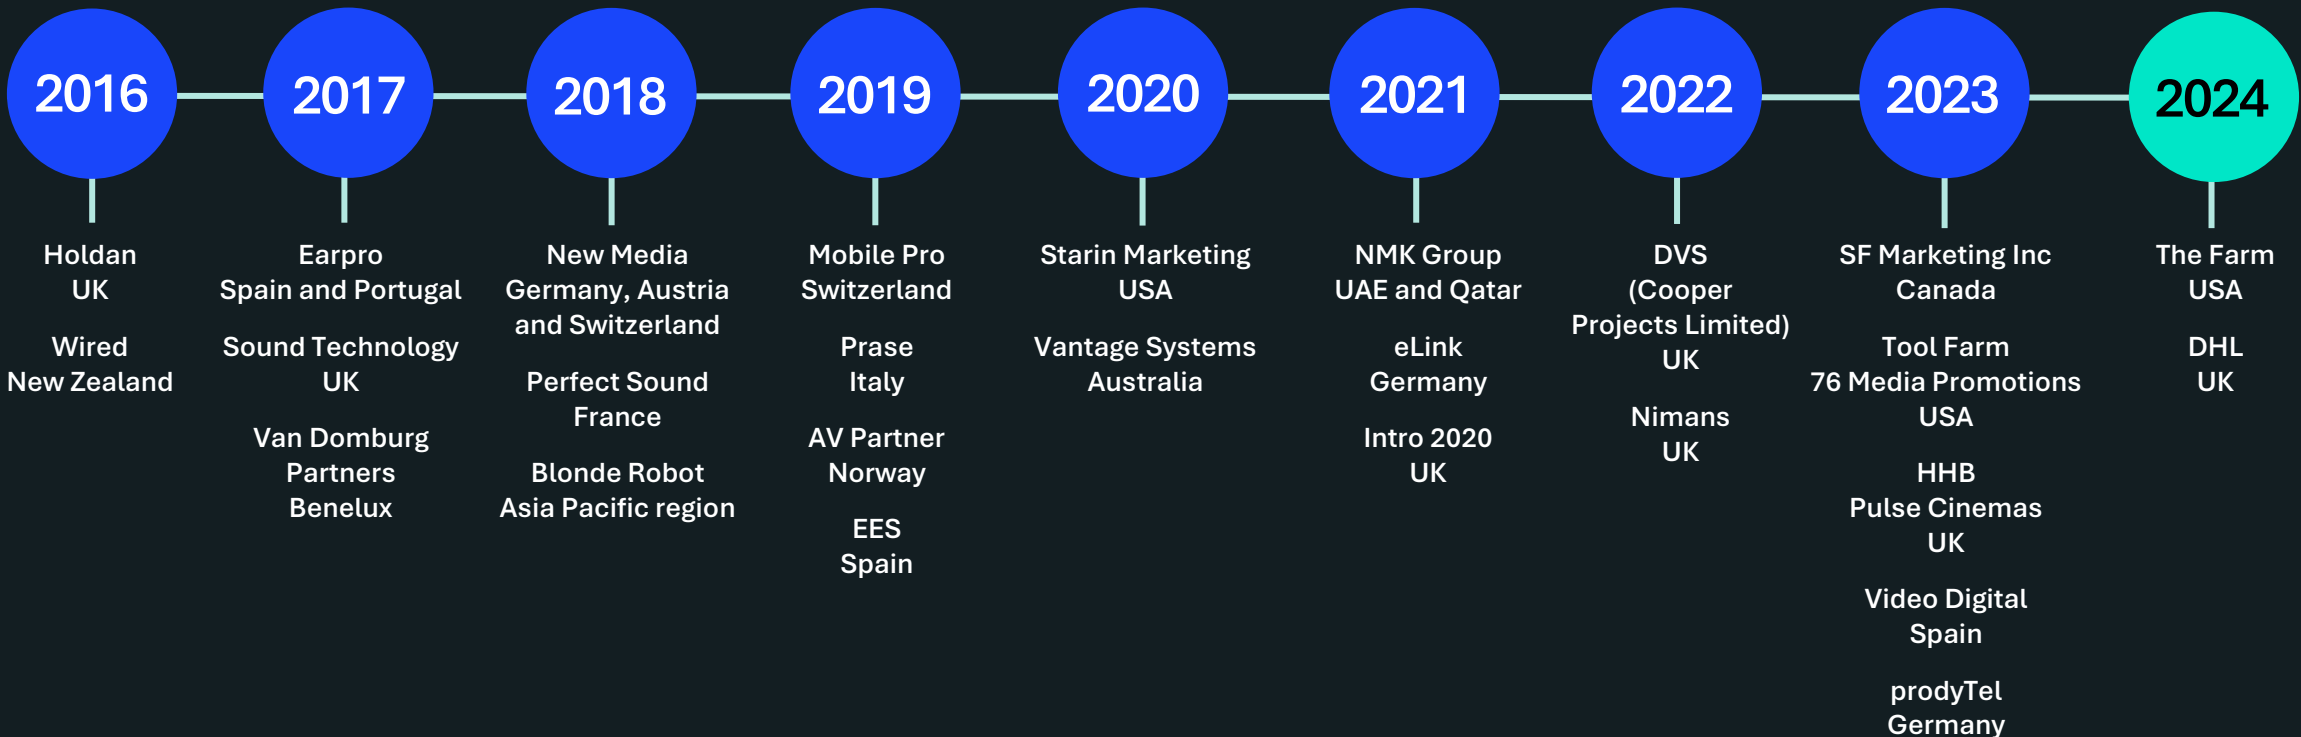 2016
Holdan
UK
Wired
New Zealand
2017
Earpro
Spain and Portugal
Sound Technology
UK
Van Domburg
Partners
Benelux
2018
New Media
Germany, Austria
and Switzerland
Perfect Sound
France
Blonde Robot
Asia Pacific region
2019
Mobile Pro
Switzerland
Prase
Italy
AV Partner
Norway
EES
Spain
2020
Starin Marketing
USA
Vantage Systems
Australia
2021
NMK Group
UAE and Qatar
eLink
Germany
Intro 2020
UK
2022
DVS
(Cooper
Projects Limited)
UK
Nimans
UK
2023
SF Marketing Inc
Canada
Tool Farm
76 Media Promotions
USA
HHB
Pulse Cinemas
UK
Video Digital
Spain
prodyTel
Germany
2024
The Farm
USA
DHL
UK